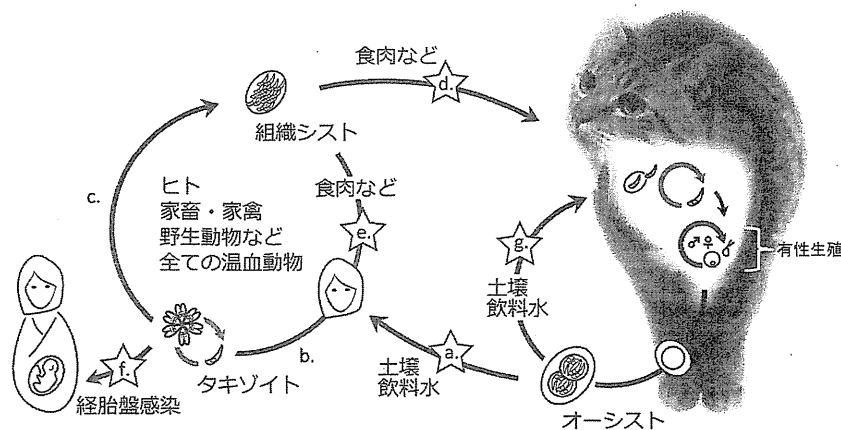 食肉など
d.
組織シスト
食肉など
c.
ヒト
家畜・家禽
野生動物など
全ての温血動物
e.
g.
♂♀
有性生殖
土壌
飲料水
b.
a.
土壌
飲料水
f.
タキゾイト
経胎盤感染
オーシスト